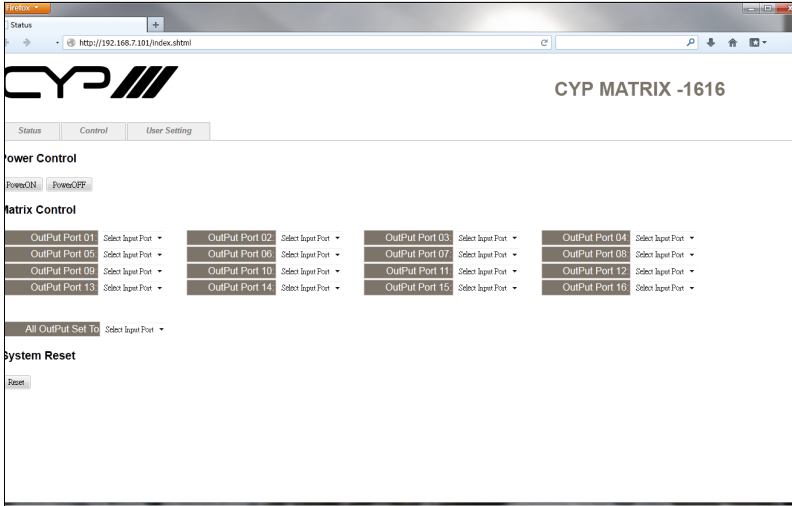 Firefox
Status
+
http://192.168.7.101/index.shtml
CYP
CYP MATRIX -1616
Status Control User Setting
Power Control
PowerON PowerOFF
Matrix Control
OutPut Port 01: Select Input Port OutPut Port 02: Select Input Port OutPut Port 03: Select Input Port OutPut Port 04: Select Input Port
OutPut Port 05: Select Input Port OutPut Port 06: Select Input Port OutPut Port 07: Select Input Port OutPut Port 08: Select Input Port
OutPut Port 09: Select Input Port OutPut Port 10: Select Input Port OutPut Port 11: Select Input Port OutPut Port 12: Select Input Port
OutPut Port 13: Select Input Port OutPut Port 14: Select Input Port OutPut Port 15: Select Input Port OutPut Port 16: Select Input Port
All OutPut Set To Select Input Port
System Reset
Reset